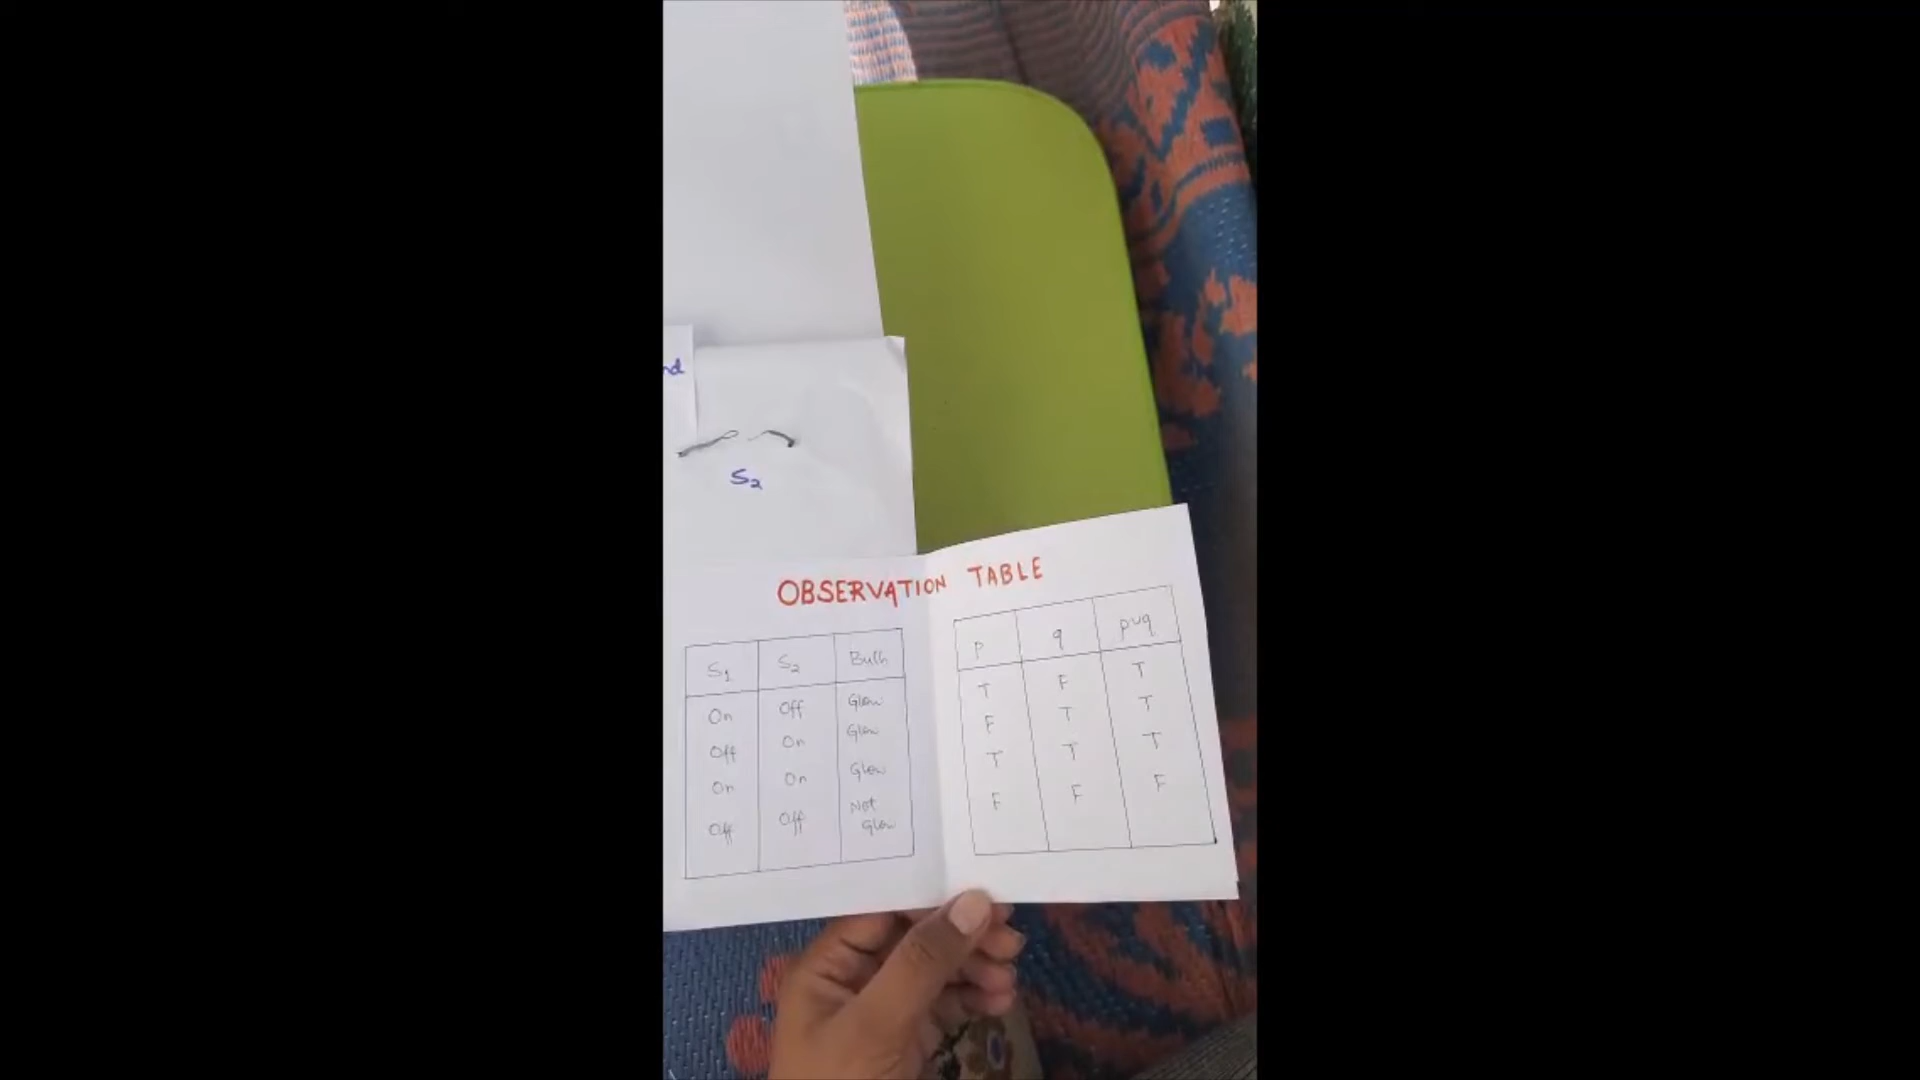 nd
S₂
OBSERVATION TABLE
S₁ S₂ Bulb
On Off Glow
Off On Glow
On On Glow
Off Off Not Glow
p q p∨q
T F T
F T T
T T T
F F F